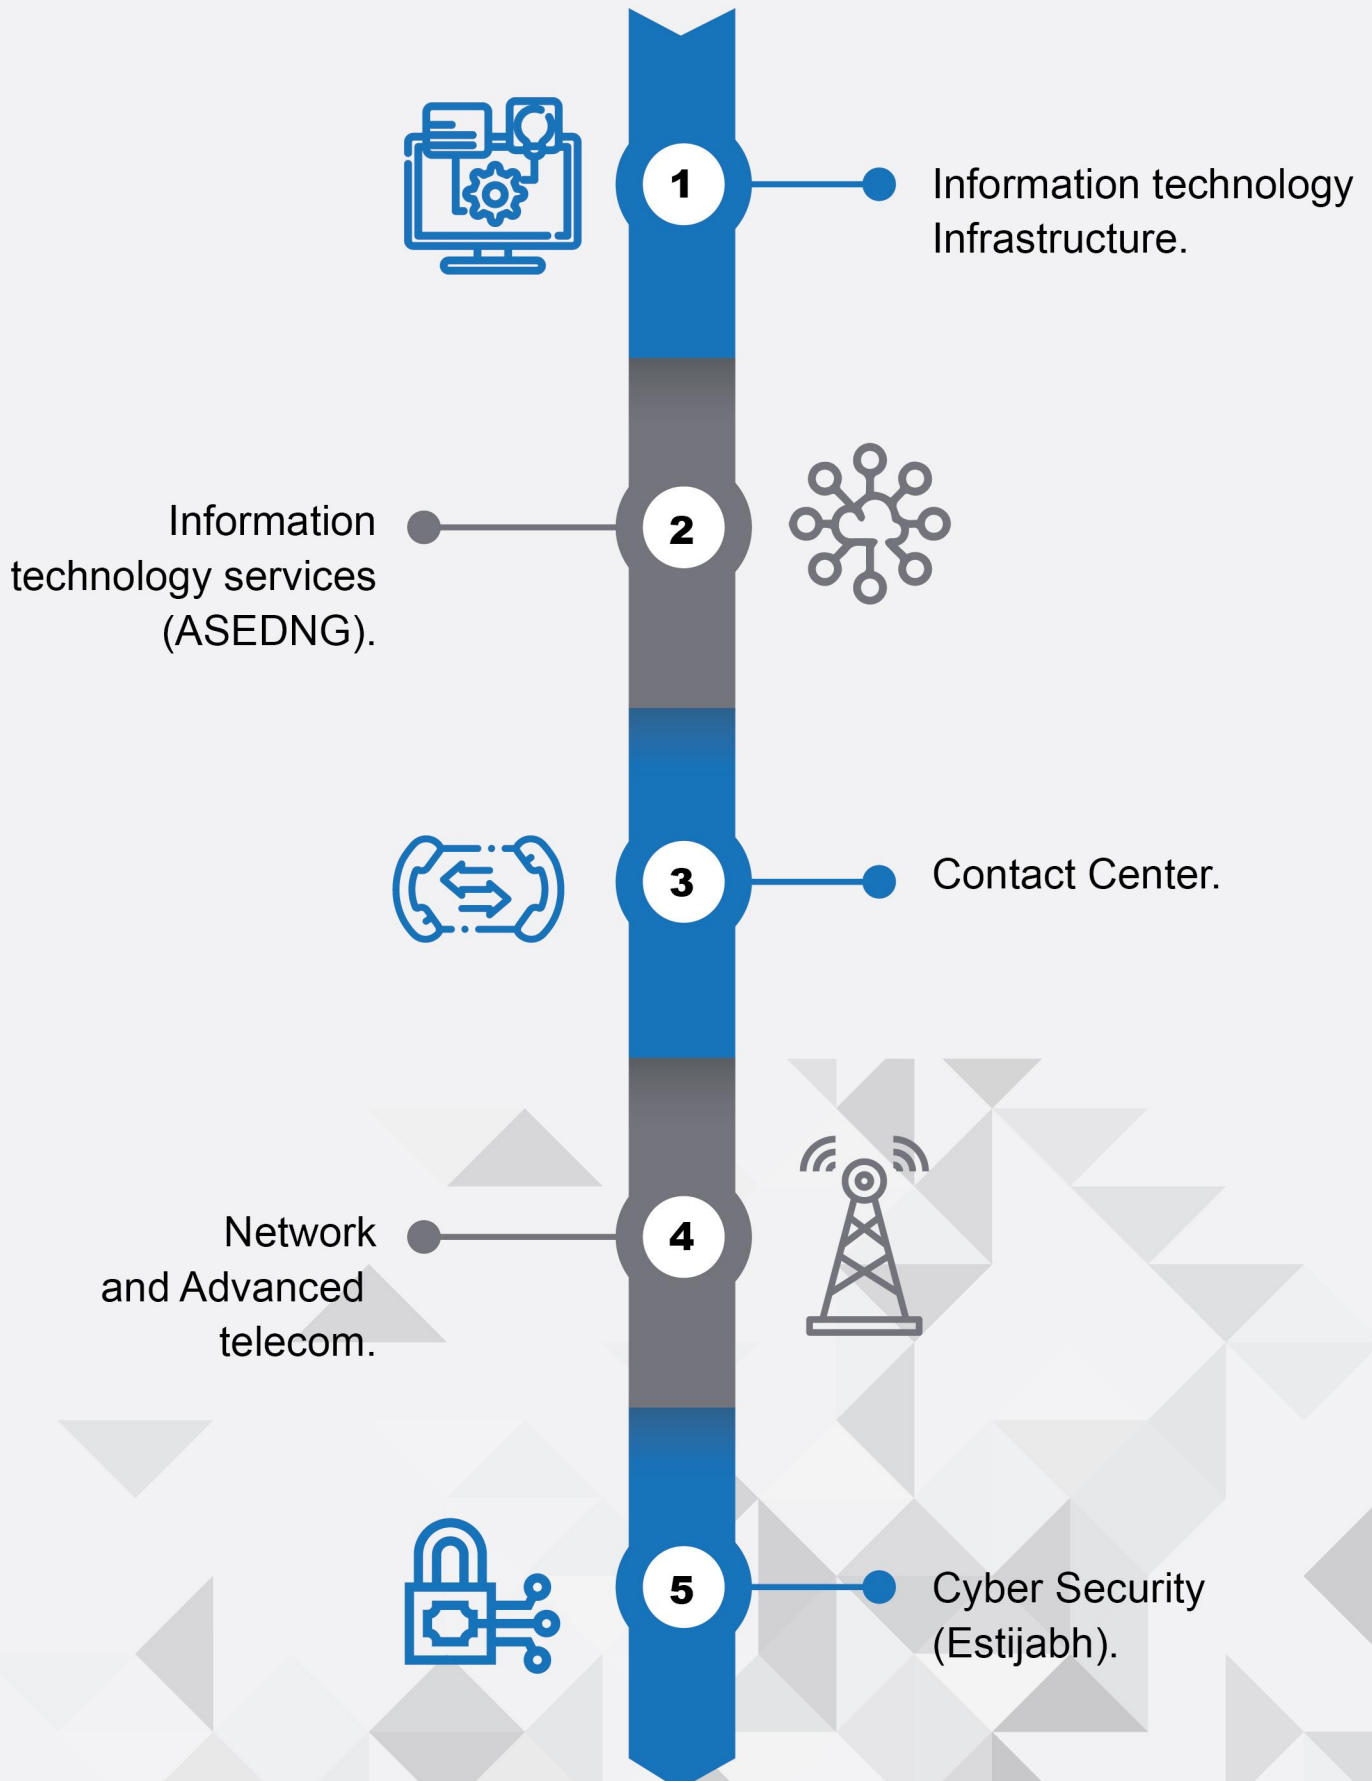 1
Information technology
Infrastructure.
2
Information
technology services
(ASEDNG).
3
Contact Center.
4
Network
and Advanced
telecom.
5
Cyber Security
(Estijabh).